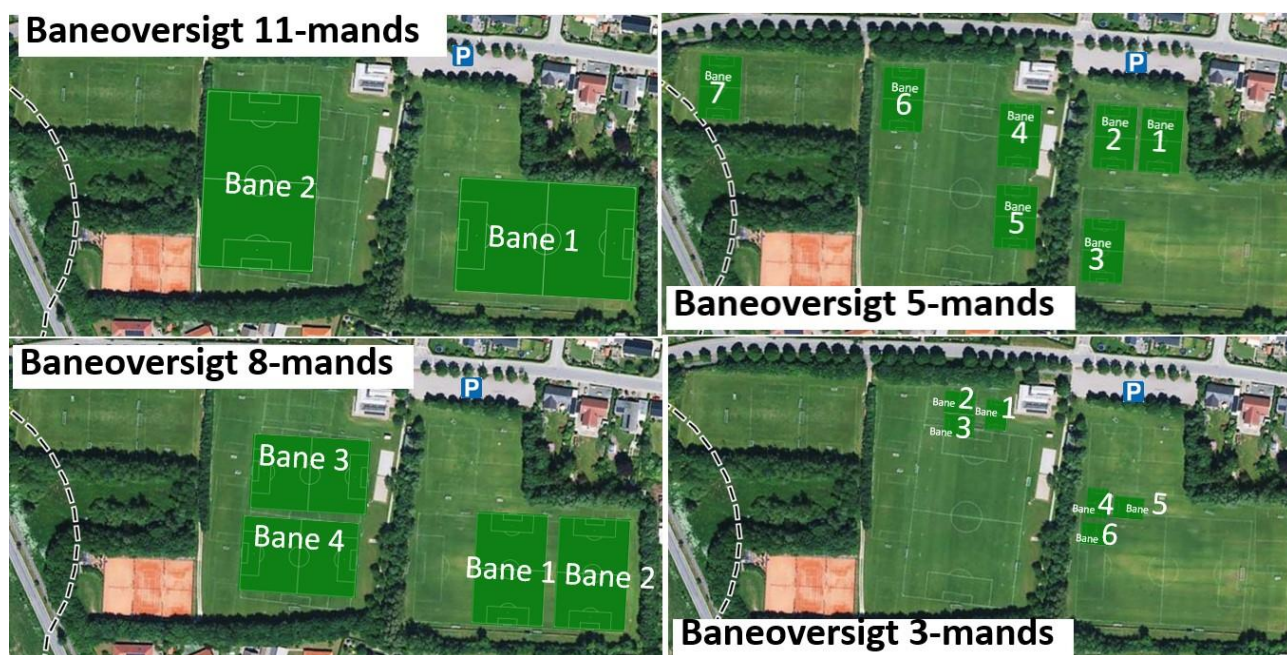 Baneoversigt 11-mands
P
Bane 2
Bane 1
P
Bane
7
Bane
6
Bane
4
Bane
2
Bane
1
Bane
5
Bane
3
Baneoversigt 5-mands
Baneoversigt 8-mands
P
Bane 3
Bane 4
Bane 1
Bane 2
P
Bane 2
Bane 1
Bane 3
Bane 4
Bane 5
Bane 6
Baneoversigt 3-mands